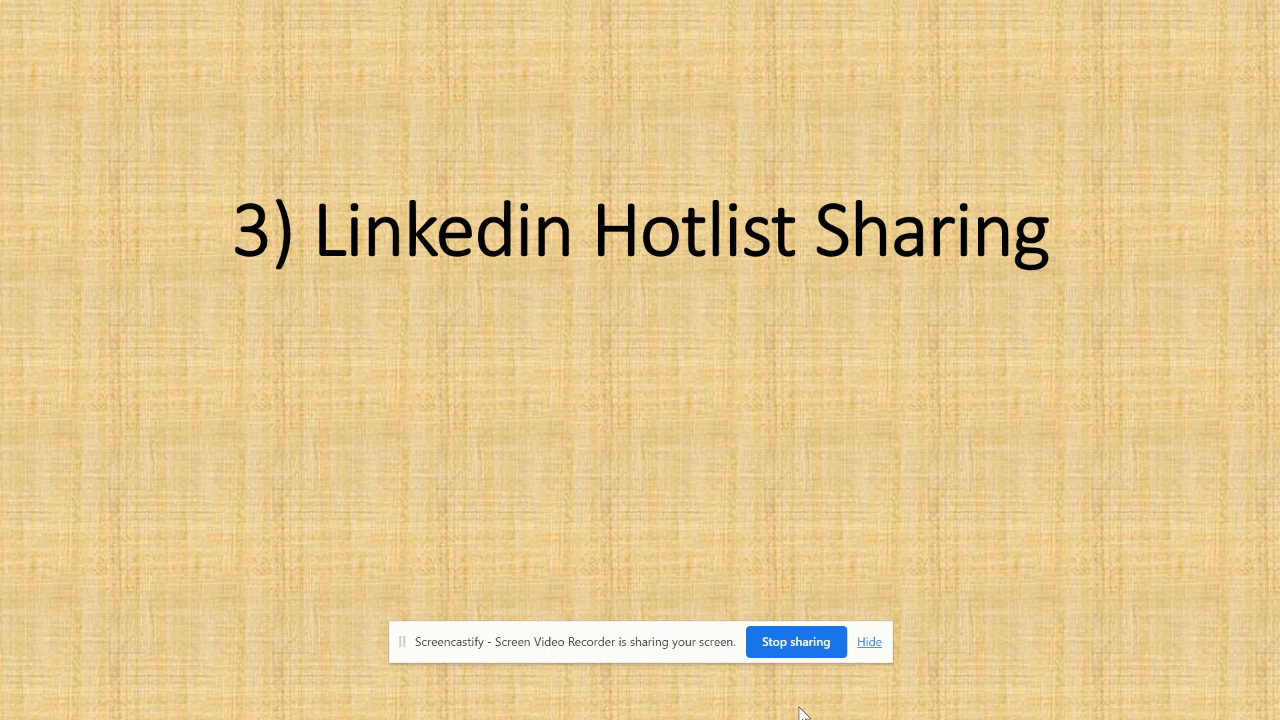 3) Linkedin Hotlist Sharing
Screencastify - Screen Video Recorder is sharing your screen. Stop sharing Hide